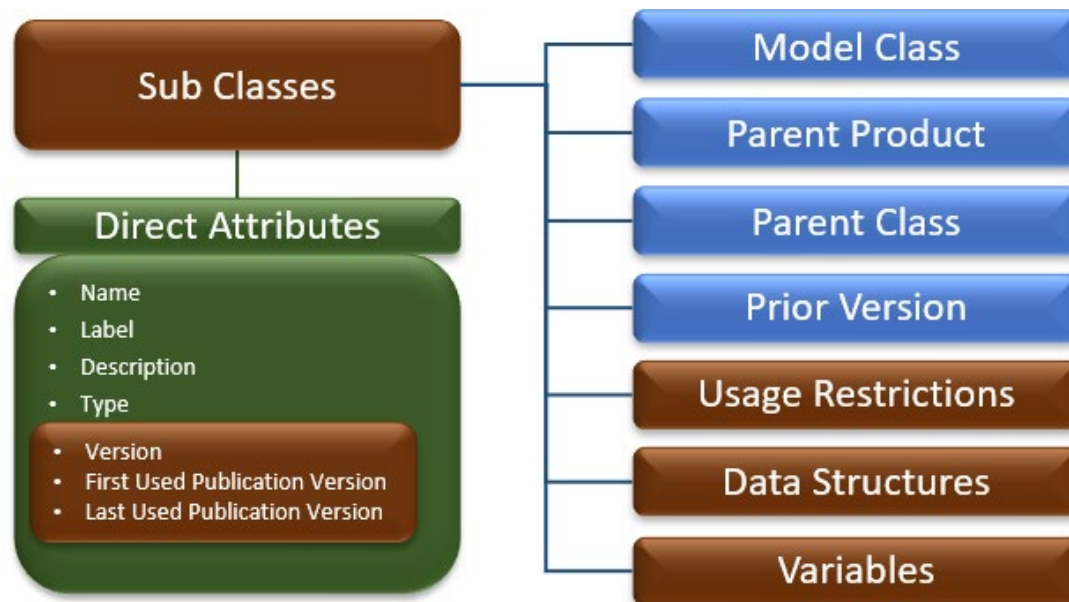 Sub Classes
Direct Attributes
• Name
• Label
• Description
• Type
• Version
• First Used Publication Version
• Last Used Publication Version
Model Class
Parent Product
Parent Class
Prior Version
Usage Restrictions
Data Structures
Variables